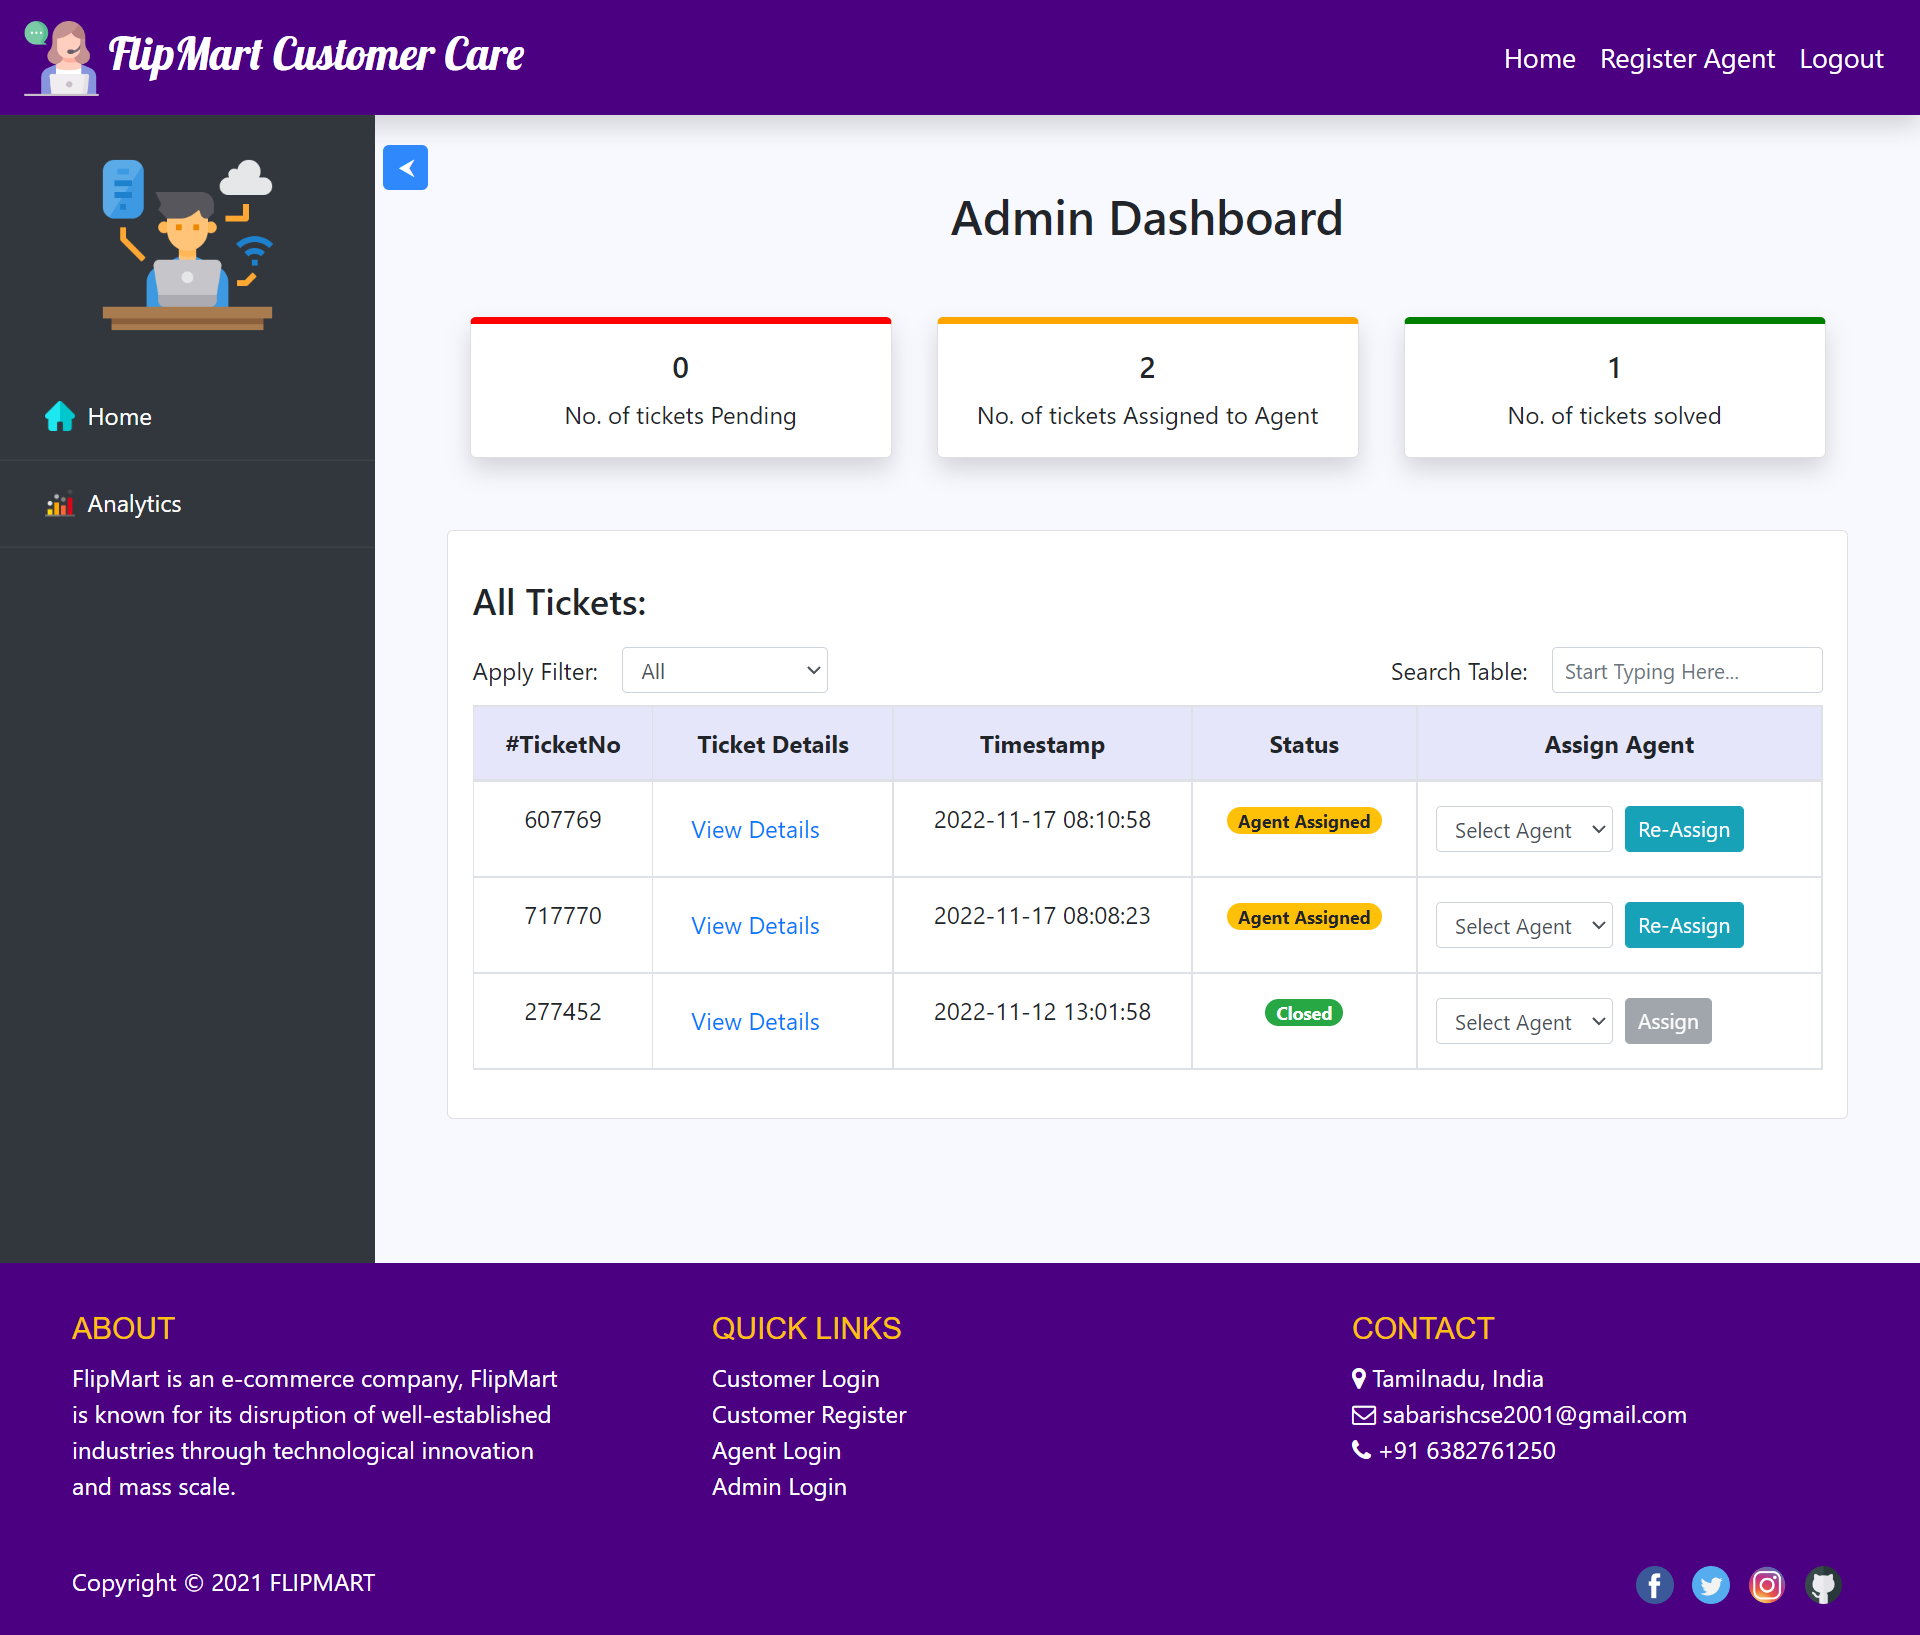 FlipMart Customer Care
Home Register Agent Logout
Home
Analytics
Admin Dashboard
0
No. of tickets Pending
2
No. of tickets Assigned to Agent
1
No. of tickets solved
All Tickets:
Apply Filter: All Search Table: Start Typing Here...
#TicketNo Ticket Details Timestamp Status Assign Agent
607769 View Details 2022-11-17 08:10:58 Agent Assigned Select Agent Re-Assign
717770 View Details 2022-11-17 08:08:23 Agent Assigned Select Agent Re-Assign
277452 View Details 2022-11-12 13:01:58 Closed Select Agent Assign
ABOUT
FlipMart is an e-commerce company, FlipMart
is known for its disruption of well-established
industries through technological innovation
and mass scale.
QUICK LINKS
Customer Login
Customer Register
Agent Login
Admin Login
CONTACT
Tamilnadu, India
sabarishcse2001@gmail.com
+91 6382761250
Copyright © 2021 FLIPMART